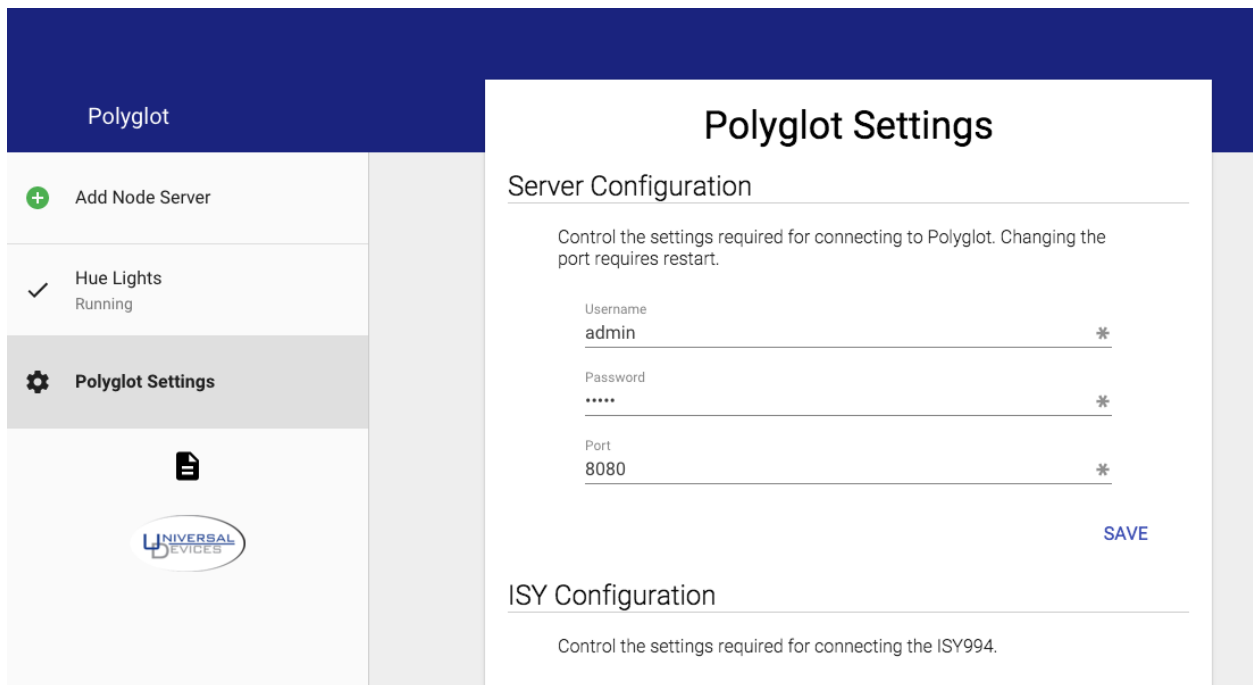 Polyglot
Add Node Server
Hue Lights
Running
Polyglot Settings
UNIVERSAL
DEVICES
Polyglot Settings
Server Configuration
Control the settings required for connecting to Polyglot. Changing the
port requires restart.
Username
admin
*
Password
•••••
*
Port
8080
*
SAVE
ISY Configuration
Control the settings required for connecting the ISY994.